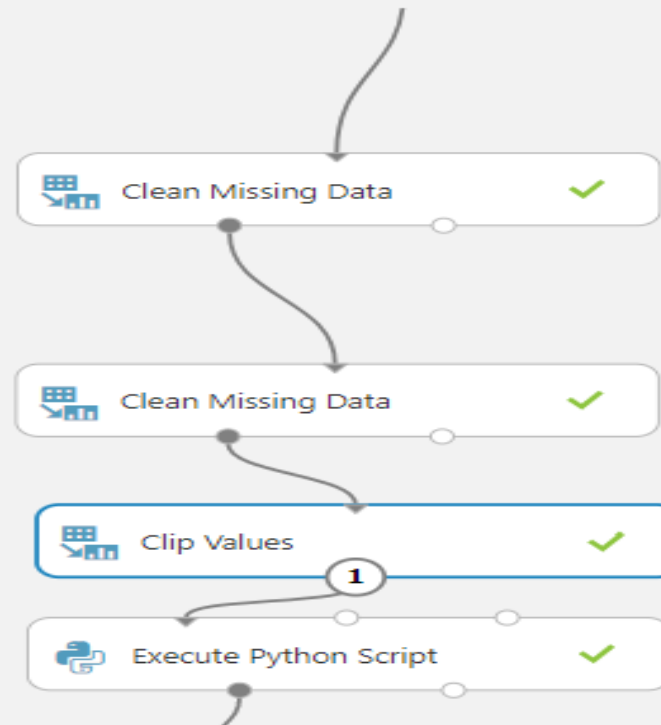 Clean Missing Data
Clean Missing Data
Clip Values
1
Execute Python Script